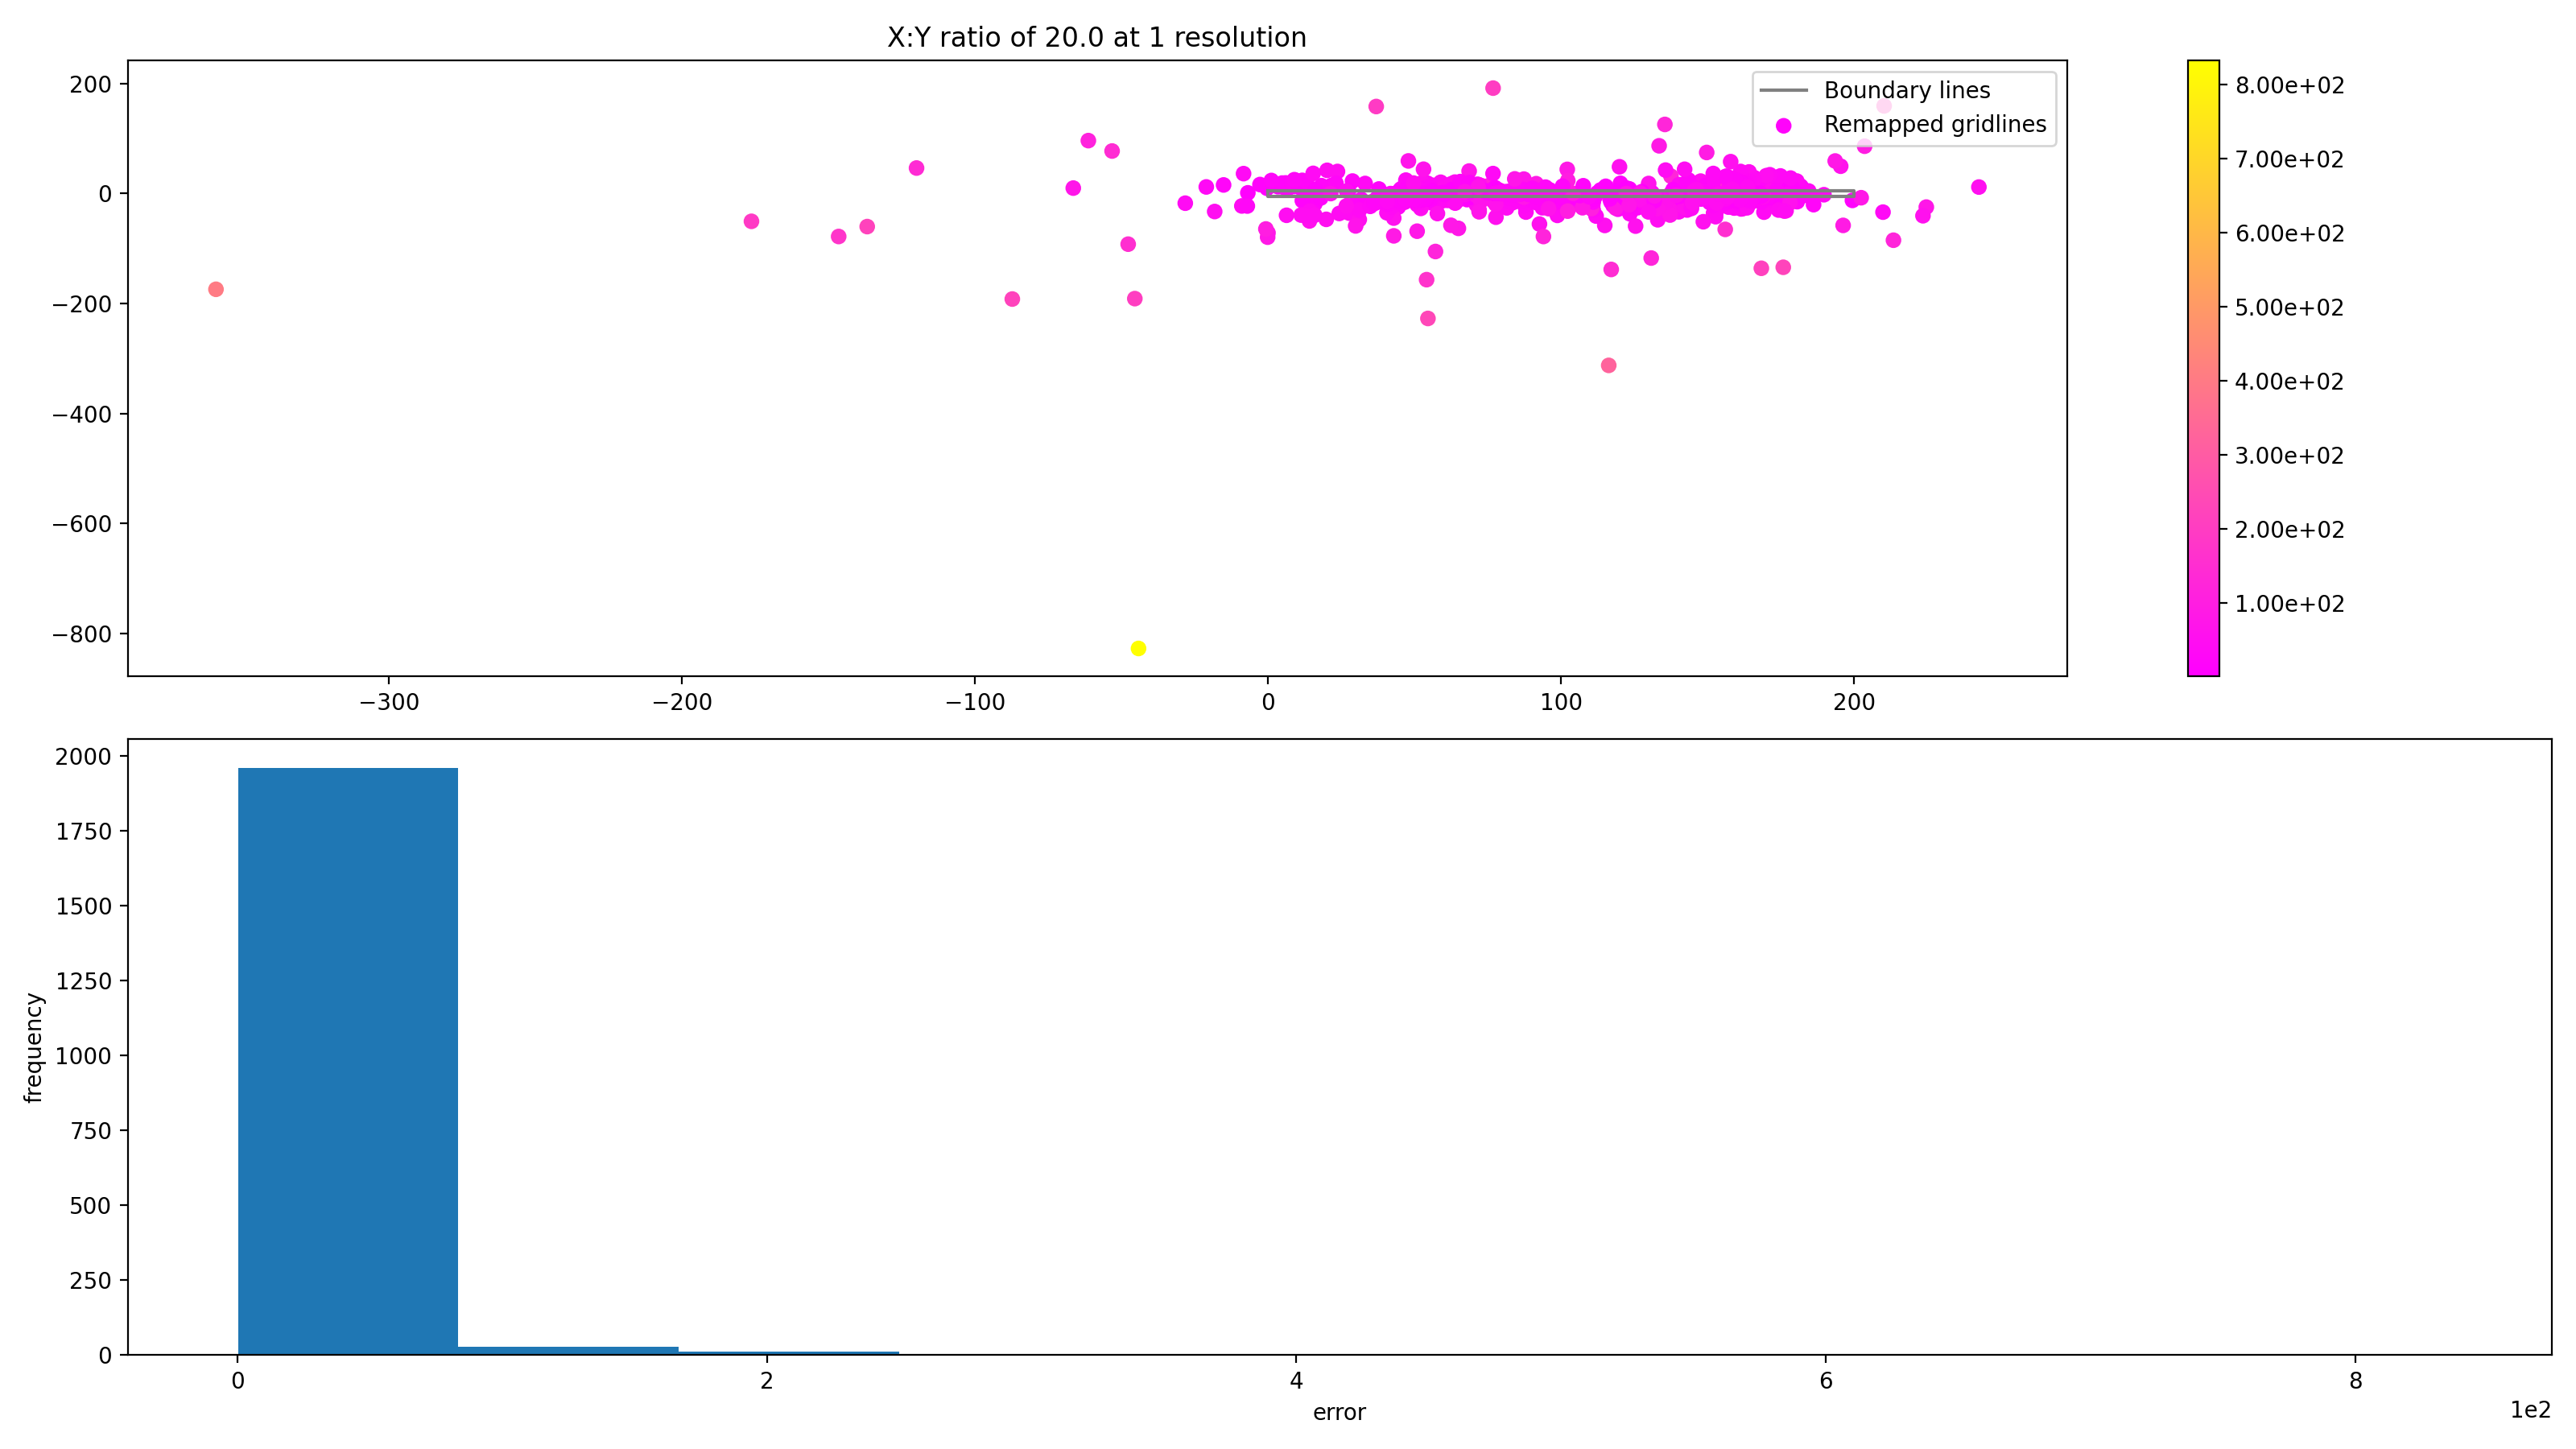 X:Y ratio of 20.0 at 1 resolution
Boundary lines
Remapped gridlines
200
0
−200
−400
−600
−800
−300
−200
−100
0
100
200
8.00e+02
7.00e+02
6.00e+02
5.00e+02
4.00e+02
3.00e+02
2.00e+02
1.00e+02
2000
1750
1500
1250
1000
750
500
250
0
frequency
0
2
4
6
8
error
1e2